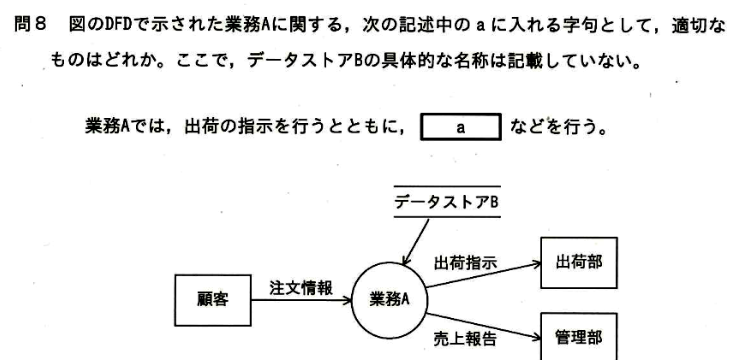 問8 図のDFDで示された業務Aに関する，次の記述中の a に入れる字句として，適切な
ものはどれか。ここで，データストアBの具体的な名称は記載していない。
業務Aでは，出荷の指示を行うとともに， a などを行う。
データストアB
出荷指示
出荷部
注文情報
顧客
業務A
売上報告
管理部